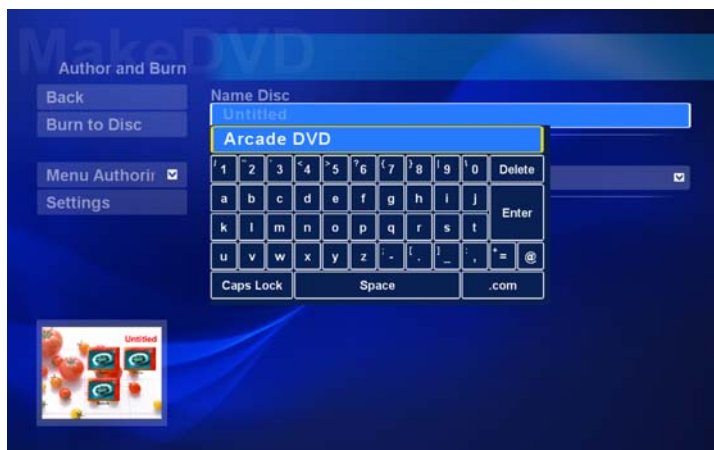 MakeDVD
Author and Burn
Back
Burn to Disc
Menu Authorin
Settings
Name Disc
Untitled
Arcade DVD
1 2 3 < 4 > 5 ? 6 { 7 } 8 | 9 \ 0 Delete
a b c d e f g h i j
Enter
k l m n o p q r s t
u v w x y z - [ . ] _ , = @
Caps Lock Space .com
Untitled